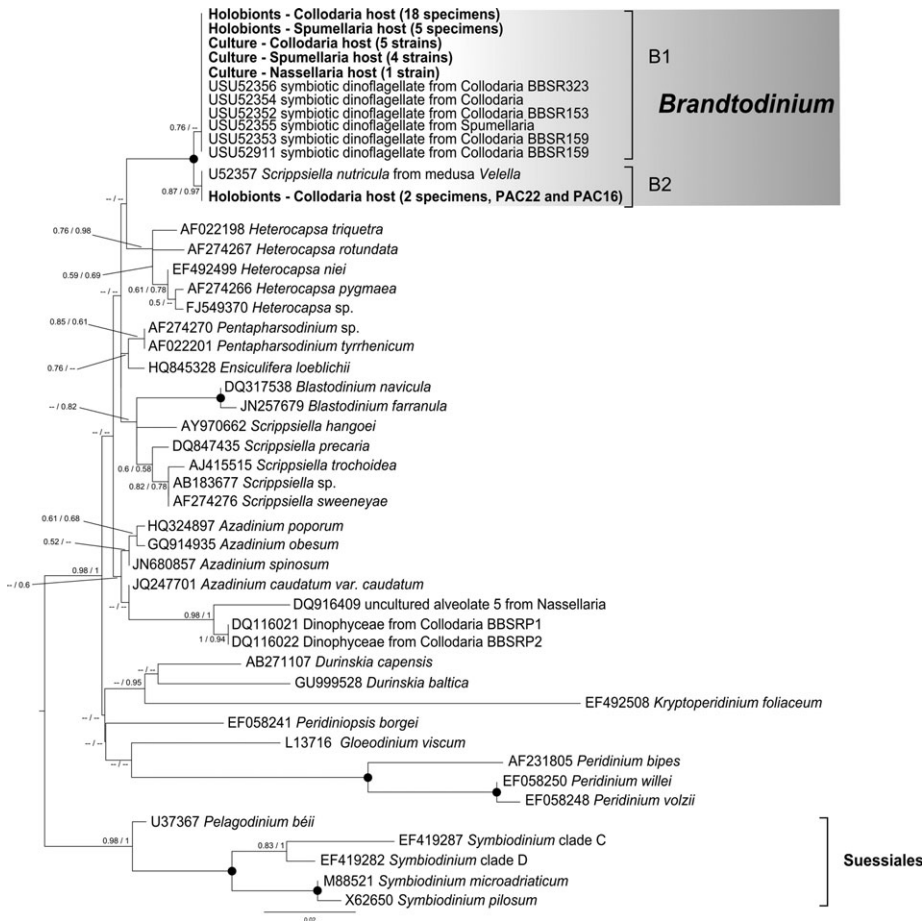 Holobionts - Collodaria host (18 specimens)
Holobionts - Spumellaria host (5 specimens)
Culture - Collodaria host (5 strains)
Culture - Spumellaria host (4 strains)
Culture - Nassellaria host (1 strain)
USU52356 symbiotic dinoflagellate from Collodaria BBSR323
USU52354 symbiotic dinoflagellate from Collodaria
USU52352 symbiotic dinoflagellate from Collodaria BBSR153
USU52355 symbiotic dinoflagellate from Spumellaria
USU52353 symbiotic dinoflagellate from Collodaria BBSR159
USU52911 symbiotic dinoflagellate from Collodaria BBSR159
B1
Brandtodinium
0.76 / --
U52357 Scrippsiella nutricula from medusa Velella
B2
0.87 / 0.97
Holobionts - Collodaria host (2 specimens, PAC22 and PAC16)
-- / --
AF022198 Heterocapsa triquetra
0.76 / 0.98
AF274267 Heterocapsa rotundata
EF492499 Heterocapsa niei
0.59 / 0.69
0.61 / 0.78
AF274266 Heterocapsa pygmaea
-- / --
0.5 / --
FJ549370 Heterocapsa sp.
0.85 / 0.61
AF274270 Pentapharsodinium sp.
AF022201 Pentapharsodinium tyrrhenicum
-- / --
0.76 / --
HQ845328 Ensiculifera loeblichii
DQ317538 Blastodinium navicula
-- / 0.82
JN257679 Blastodinium farranula
AY970662 Scrippsiella hangoei
-- / --
DQ847435 Scrippsiella precaria
0.6 / 0.58
AJ415515 Scrippsiella trochoidea
0.82 / 0.78
AB183677 Scrippsiella sp.
AF274276 Scrippsiella sweeneyae
0.61 / 0.68
HQ324897 Azadinium poporum
0.52 / --
GQ914935 Azadinium obesum
JN680857 Azadinium spinosum
0.98 / 1
-- / 0.6
JQ247701 Azadinium caudatum var. caudatum
-- / --
DQ916409 uncultured alveolate 5 from Nassellaria
0.98 / 1
DQ116021 Dinophyceae from Collodaria BBSRP1
1 / 0.94
DQ116022 Dinophyceae from Collodaria BBSRP2
AB271107 Durinskia capensis
-- / --
-- / 0.95
GU999528 Durinskia baltica
EF492508 Kryptoperidinium foliaceum
-- / --
EF058241 Peridiniopsis borgei
-- / --
L13716 Gloeodinium viscum
AF231805 Peridinium bipes
EF058250 Peridinium willei
EF058248 Peridinium volzii
U37367 Pelagodinium béii
0.98 / 1
0.83 / 1
EF419287 Symbiodinium clade C
EF419282 Symbiodinium clade D
Suessiales
M88521 Symbiodinium microadriaticum
X62650 Symbiodinium pilosum
0.02